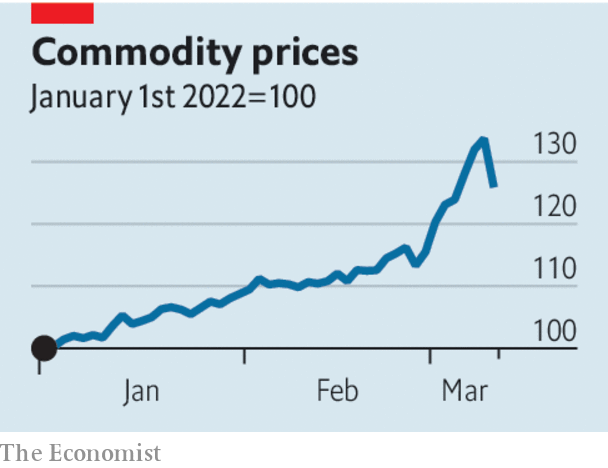 Commodity prices
January 1st 2022=100
130
120
110
100
Jan Feb Mar
The Economist